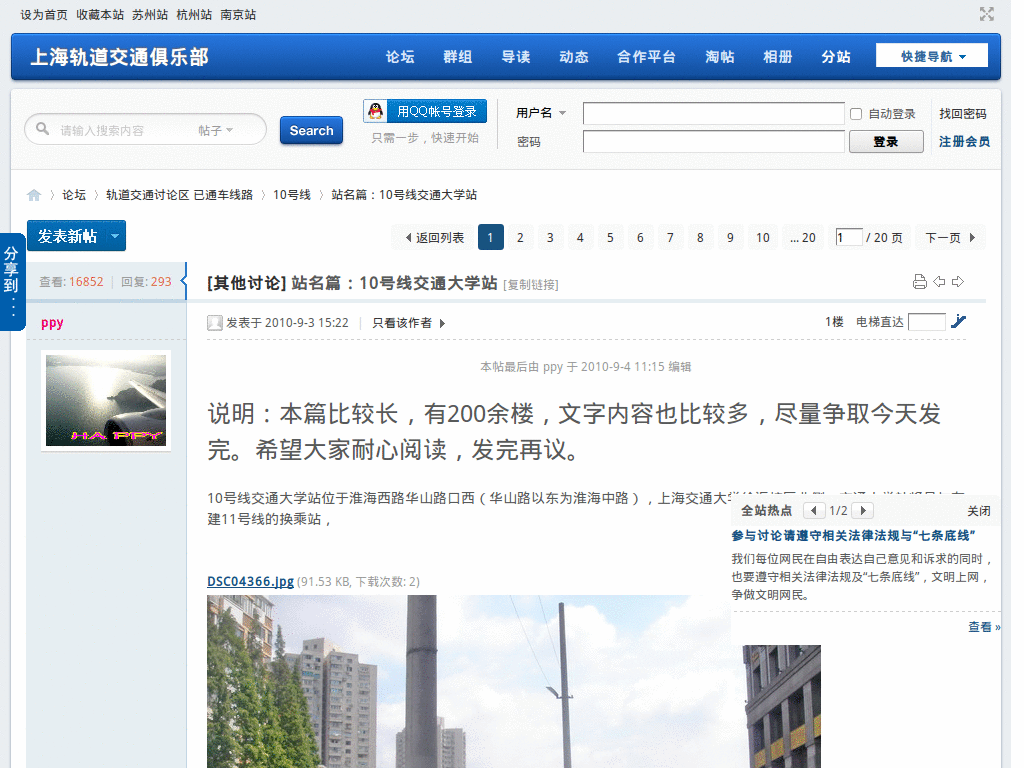 设为首页 收藏本站 苏州站 杭州站 南京站
上海轨道交通俱乐部
论坛 群组 导读 动态 合作平台 淘帖 相册 分站 快捷导航
请输入搜索内容 帖子 Search
用QQ帐号登录
只需一步，快速开始
用户名 自动登录 找回密码
密码 登录 注册会员
论坛 轨道交通讨论区 已通车线路 10号线 站名篇：10号线交通大学站
发表新帖
返回列表 1 2 3 4 5 6 7 8 9 10 ... 20 1 / 20 页 下一页
分享到：
查看: 16852 | 回复: 293
[其他讨论] 站名篇：10号线交通大学站 [复制链接]
ppy
发表于 2010-9-3 15:22 | 只看该作者
1楼 电梯直达
本帖最后由 ppy 于 2010-9-4 11:15 编辑
说明：本篇比较长，有200余楼，文字内容也比较多，尽量争取今天发
完。希望大家耐心阅读，发完再议。
10号线交通大学站位于淮海西路华山路口西（华山路以东为淮海中路），上海交通大
建11号线的换乘站，
全站热点 1/2 关闭
参与讨论请遵守相关法律法规与“七条底线”
我们每位网民在自由表达自己意见和诉求的同时，
也要遵守相关法律法规及“七条底线”，文明上网，
争做文明网民。
查看 »
DSC04366.jpg (91.53 KB, 下载次数: 2)